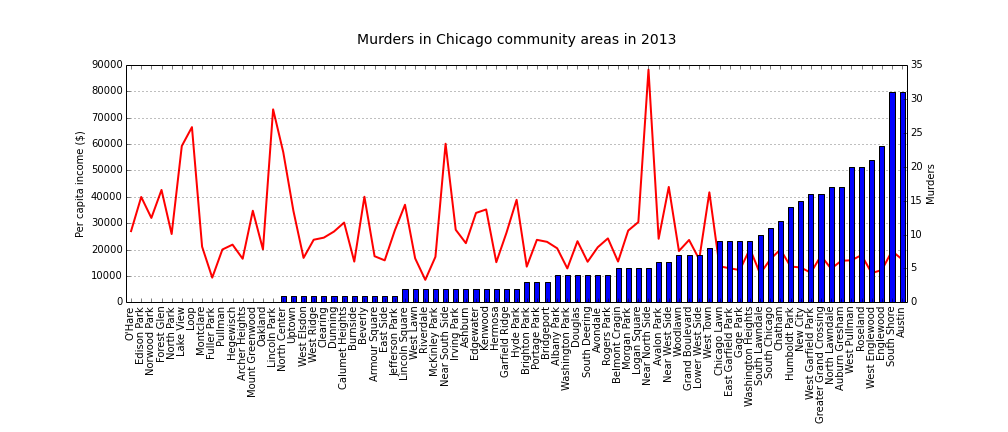 Murders in Chicago community areas in 2013
Per capita income ($)
90000
80000
70000
60000
50000
40000
30000
20000
10000
0
35
30
25
20
15
10
5
0
Murders
O'Hare
Edison Park
Norwood Park
Forest Glen
North Park
Lake View
Loop
Montclare
Fuller Park
Pullman
Hegewisch
Archer Heights
Mount Greenwood
Oakland
Lincoln Park
North Center
Uptown
West Elsdon
West Ridge
Clearing
Dunning
Calumet Heights
Burnside
Beverly
Armour Square
East Side
Jefferson Park
Lincoln Square
West Lawn
Riverdale
McKinley Park
Near South Side
Irving Park
Ashburn
Edgewater
Kenwood
Hermosa
Garfield Ridge
Hyde Park
Brighton Park
Portage Park
Bridgeport
Albany Park
Washington Park
Douglas
South Deering
Avondale
Rogers Park
Belmont Cragin
Morgan Park
Logan Square
Near North Side
Avalon Park
Near West Side
Woodlawn
Grand Boulevard
Lower West Side
West Town
Chicago Lawn
East Garfield Park
Gage Park
Washington Heights
South Lawndale
South Chicago
Chatham
Humboldt Park
New City
West Garfield Park
Greater Grand Crossing
North Lawndale
Auburn Gresham
West Pullman
Roseland
West Englewood
Englewood
South Shore
Austin